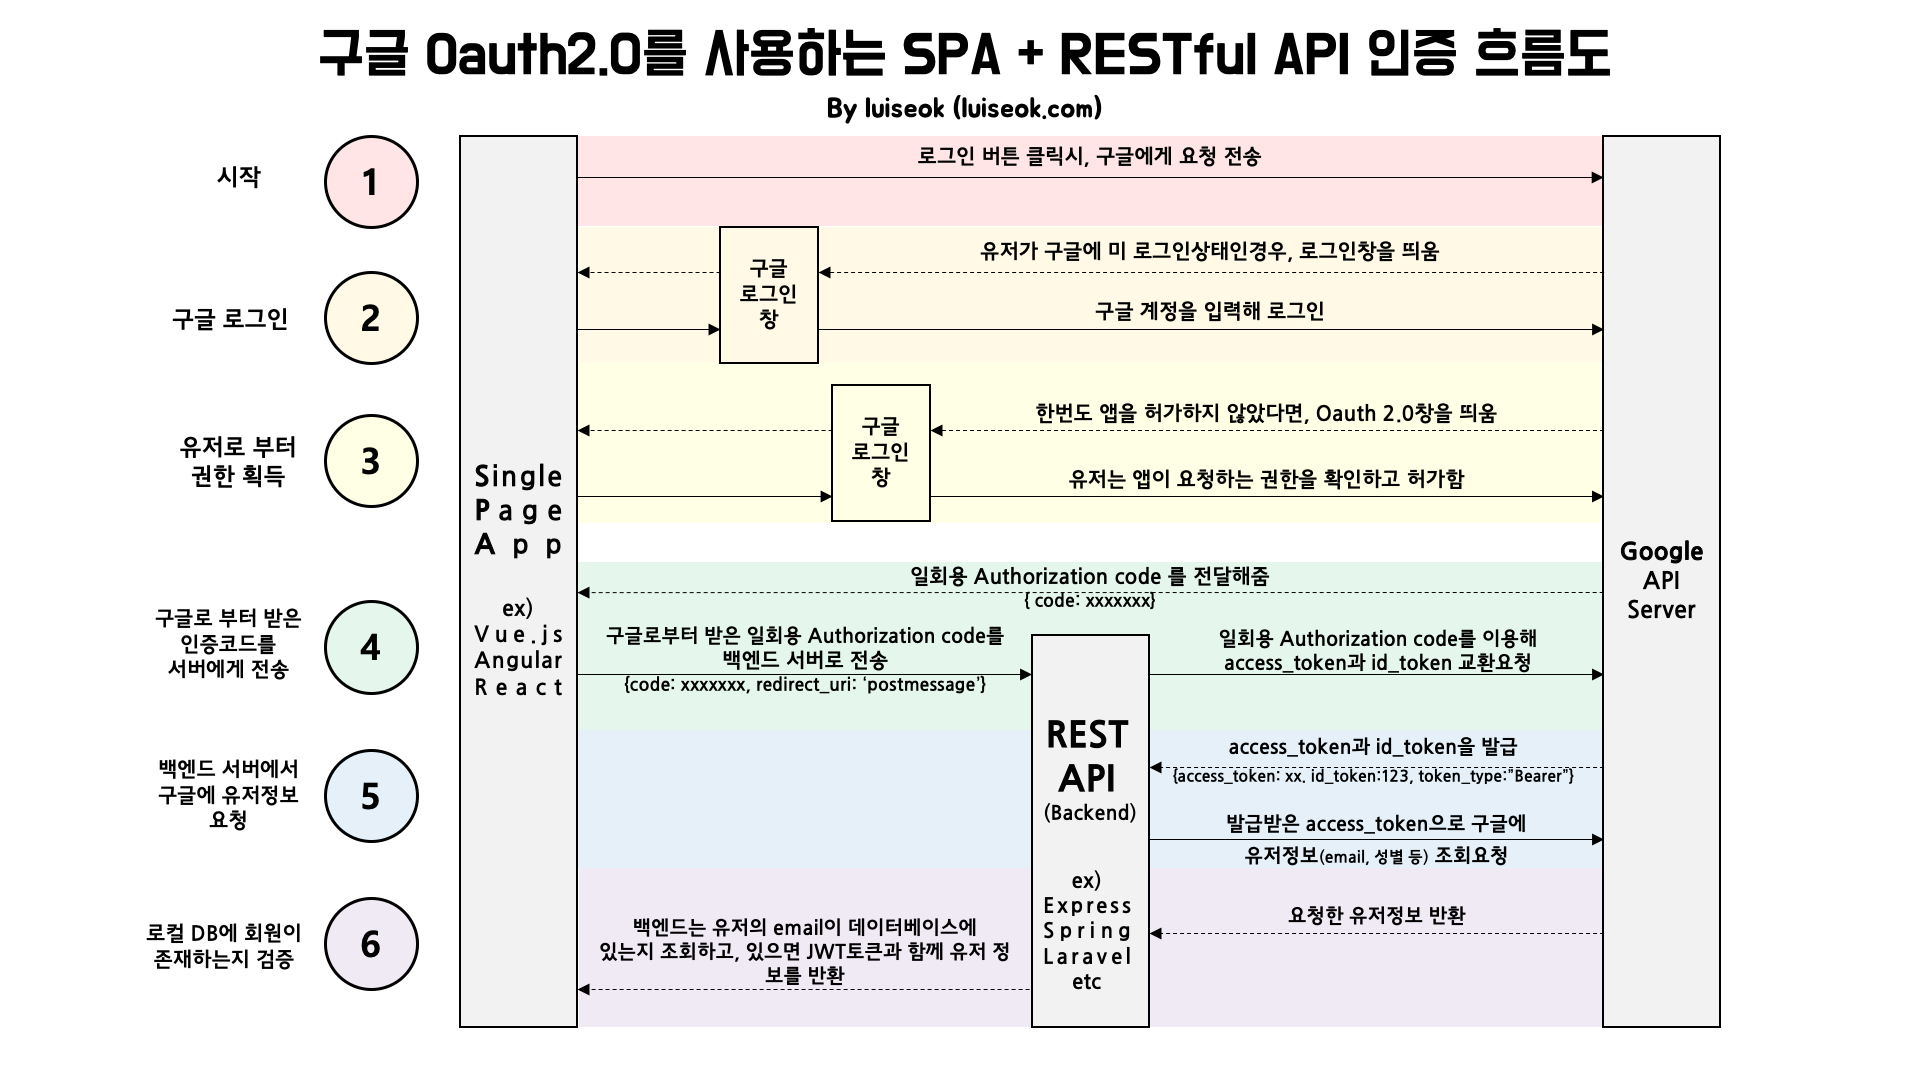 구글 Oauth2.0를 사용하는 SPA + RESTful API 인증 흐름도
By luiseok (luiseok.com)
시작
1
로그인 버튼 클릭시, 구글에게 요청 전송
구글 로그인
2
구글
로그인
창
유저가 구글에 미 로그인상태인경우, 로그인창을 띄움
구글 계정을 입력해 로그인
유저로 부터
권한 획득
3
구글
로그인
창
한번도 앱을 허가하지 않았다면, Oauth 2.0창을 띄움
유저는 앱이 요청하는 권한을 확인하고 허가함
Single
Page
App
ex)
Vue.js
Angular
React
Google
API
Server
구글로 부터 받은
인증코드를
서버에게 전송
4
일회용 Authorization code 를 전달해줌
{ code: xxxxxxx}
구글로부터 받은 일회용 Authorization code를
백엔드 서버로 전송
{code: xxxxxxx, redirect_uri: ‘postmessage’}
일회용 Authorization code를 이용해
access_token과 id_token 교환요청
REST
API
(Backend)
ex)
Express
Spring
Laravel
etc
백엔드 서버에서
구글에 유저정보
요청
5
access_token과 id_token을 발급
{access_token: xx. id_token:123, token_type:”Bearer”}
발급받은 access_token으로 구글에
유저정보(email, 성별 등) 조회요청
로컬 DB에 회원이
존재하는지 검증
6
요청한 유저정보 반환
백엔드는 유저의 email이 데이터베이스에
있는지 조회하고, 있으면 JWT토큰과 함께 유저 정
보를 반환